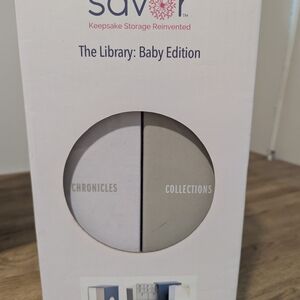 savor
Keepsake Storage Reinvented
The Library: Baby Edition
CHRONICLES
COLLECTIONS